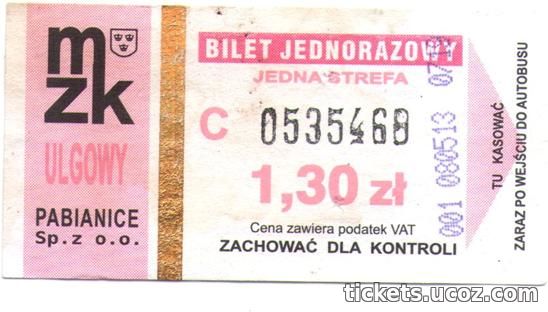 mzk
ULGOWY
PABIANICE
Sp.z o.o.
BILET JEDNORAZOWY
JEDNA STREFA
C 0535468
1,30 zł
Cena zawiera podatek VAT
ZACHOWAĆ DLA KONTROLI
001 080513
TU KASOWAĆ
ZARAZ PO WEJŚCIU DO AUTOBUSU
tickets.ucoz.com